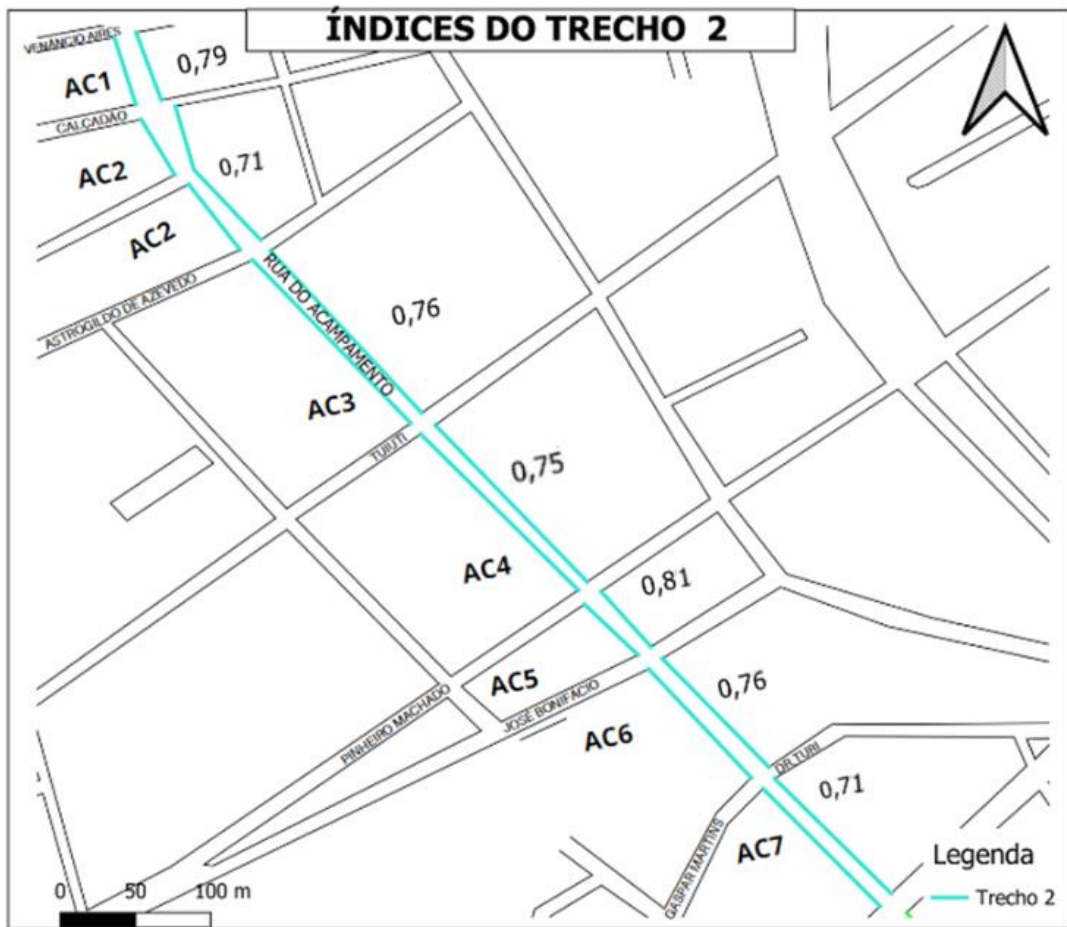 ÍNDICES DO TRECHO 2
VENÂNCIO AIRES
0,79
AC1
CALÇADÃO
0,71
AC2
AC2
ASTROGILDO DE AZEVEDO
RUA DO ACAMPAMENTO
0,76
AC3
TUIUTI
0,75
AC4
0,81
AC5
PINHEIRO MACHADO
JOSÉ BONIFÁCIO
0,76
AC6
DR.TURI
0,71
AC7
GASPAR MARTINS
Legenda
Trecho 2
0 50 100 m